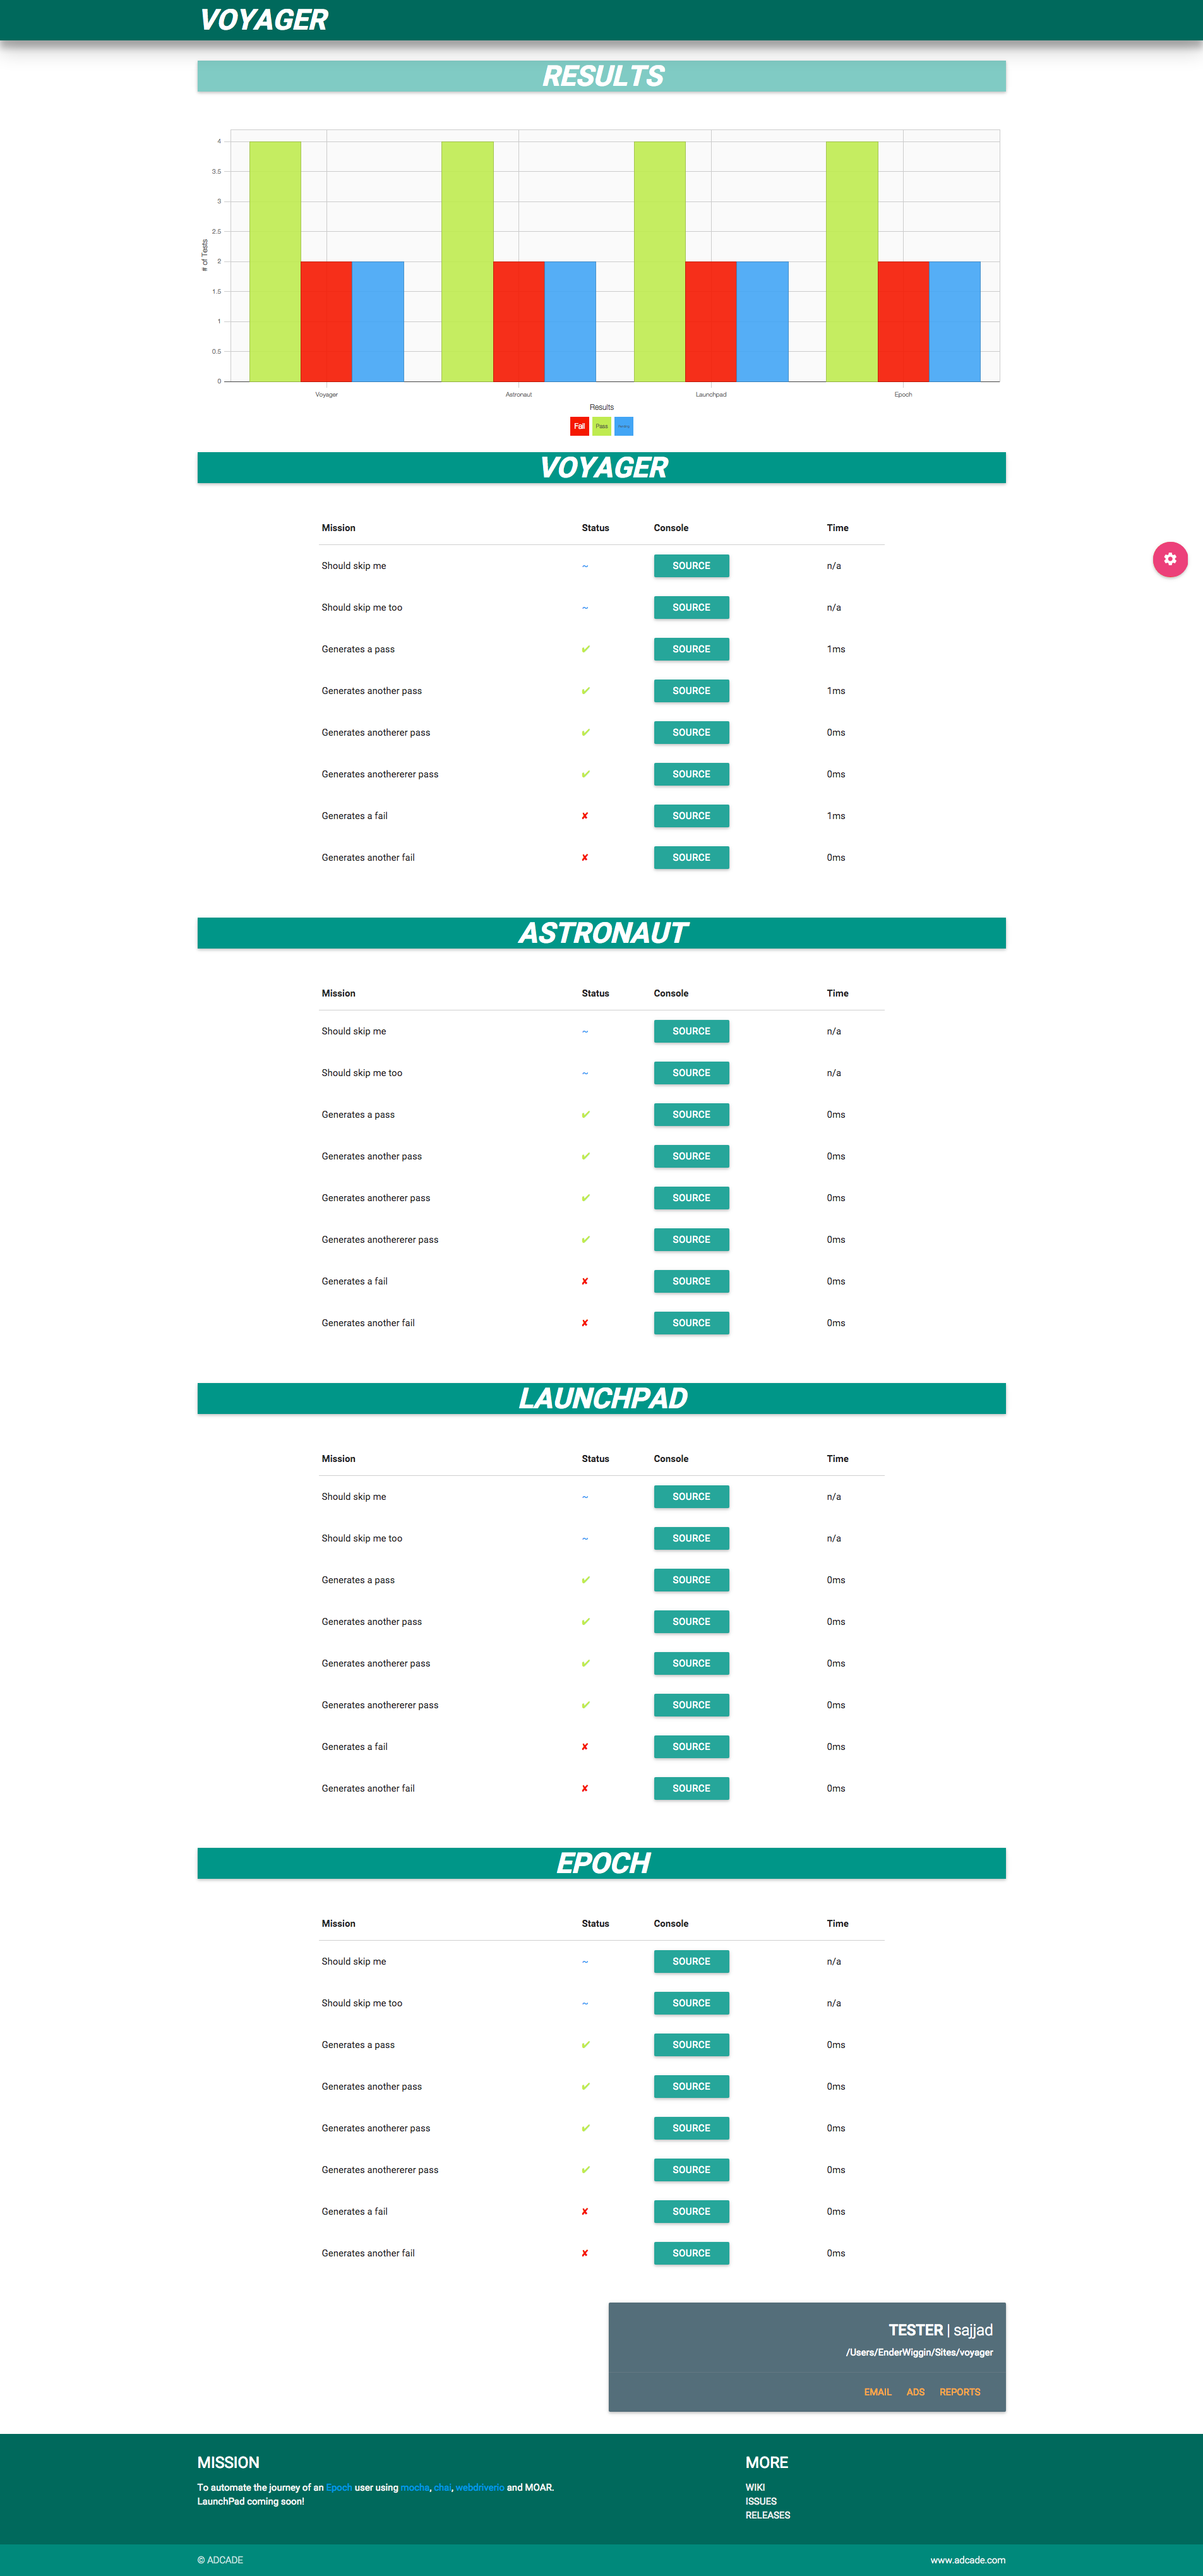 VOYAGER
RESULTS
4
3.5
3
2.5
2
1.5
1
0.5
0
# of Tests
Voyager Astronaut Launchpad Epoch
Results
Fail Pass
VOYAGER
Mission Status Console Time
Should skip me ~ SOURCE n/a
Should skip me too ~ SOURCE n/a
Generates a pass ✔ SOURCE 1ms
Generates another pass ✔ SOURCE 1ms
Generates anotherer pass ✔ SOURCE 0ms
Generates anothererer pass ✔ SOURCE 0ms
Generates a fail ✘ SOURCE 1ms
Generates another fail ✘ SOURCE 0ms
ASTRONAUT
Mission Status Console Time
Should skip me ~ SOURCE n/a
Should skip me too ~ SOURCE n/a
Generates a pass ✔ SOURCE 0ms
Generates another pass ✔ SOURCE 0ms
Generates anotherer pass ✔ SOURCE 0ms
Generates anothererer pass ✔ SOURCE 0ms
Generates a fail ✘ SOURCE 0ms
Generates another fail ✘ SOURCE 0ms
LAUNCHPAD
Mission Status Console Time
Should skip me ~ SOURCE n/a
Should skip me too ~ SOURCE n/a
Generates a pass ✔ SOURCE 0ms
Generates another pass ✔ SOURCE 0ms
Generates anotherer pass ✔ SOURCE 0ms
Generates anothererer pass ✔ SOURCE 0ms
Generates a fail ✘ SOURCE 0ms
Generates another fail ✘ SOURCE 0ms
EPOCH
Mission Status Console Time
Should skip me ~ SOURCE n/a
Should skip me too ~ SOURCE n/a
Generates a pass ✔ SOURCE 0ms
Generates another pass ✔ SOURCE 0ms
Generates anotherer pass ✔ SOURCE 0ms
Generates anothererer pass ✔ SOURCE 0ms
Generates a fail ✘ SOURCE 0ms
Generates another fail ✘ SOURCE 0ms
TESTER | sajjad
/Users/EnderWiggin/Sites/voyager
EMAIL ADS REPORTS
MISSION
To automate the journey of an Epoch user using mocha, chai, webdriverio and MOAR.
LaunchPad coming soon!
MORE
WIKI
ISSUES
RELEASES
© ADCADE
www.adcade.com